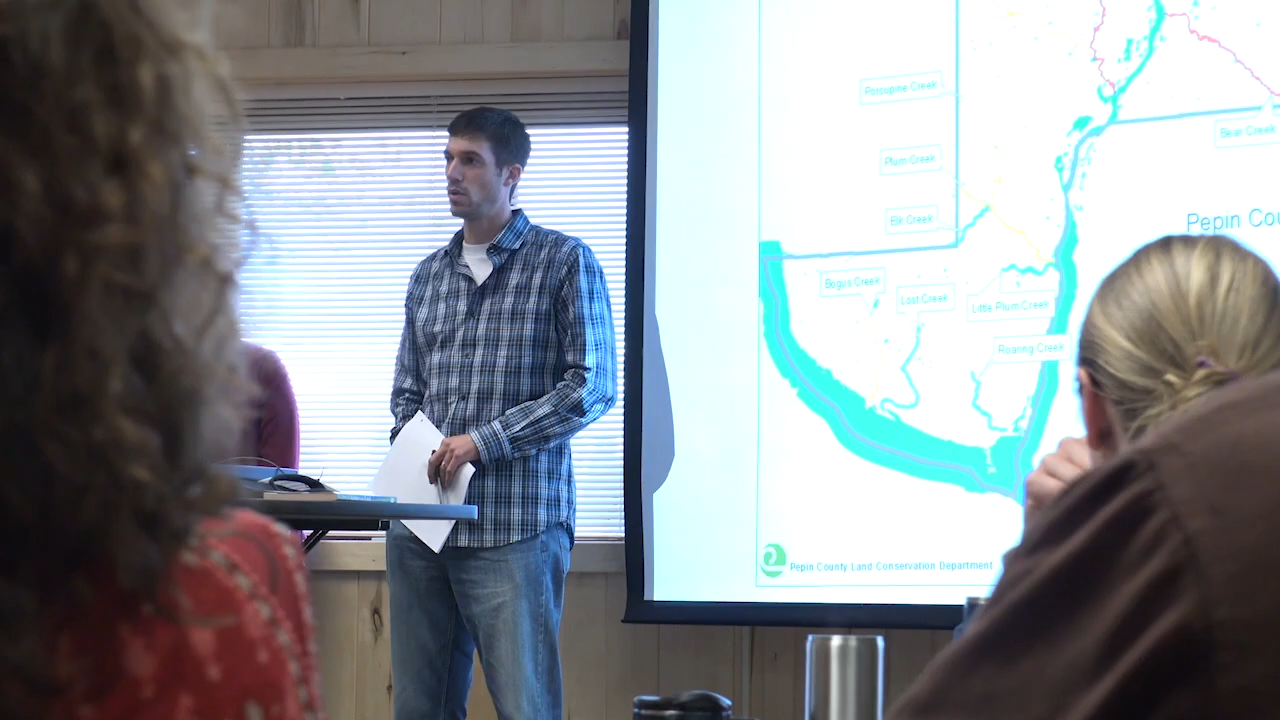 Porcupine Creek
Bear Creek
Plum Creek
Elk Creek
Pepin Cou
Bogus Creek
Lost Creek
Little Plum Creek
Roaring Creek
Pepin County Land Conservation Department